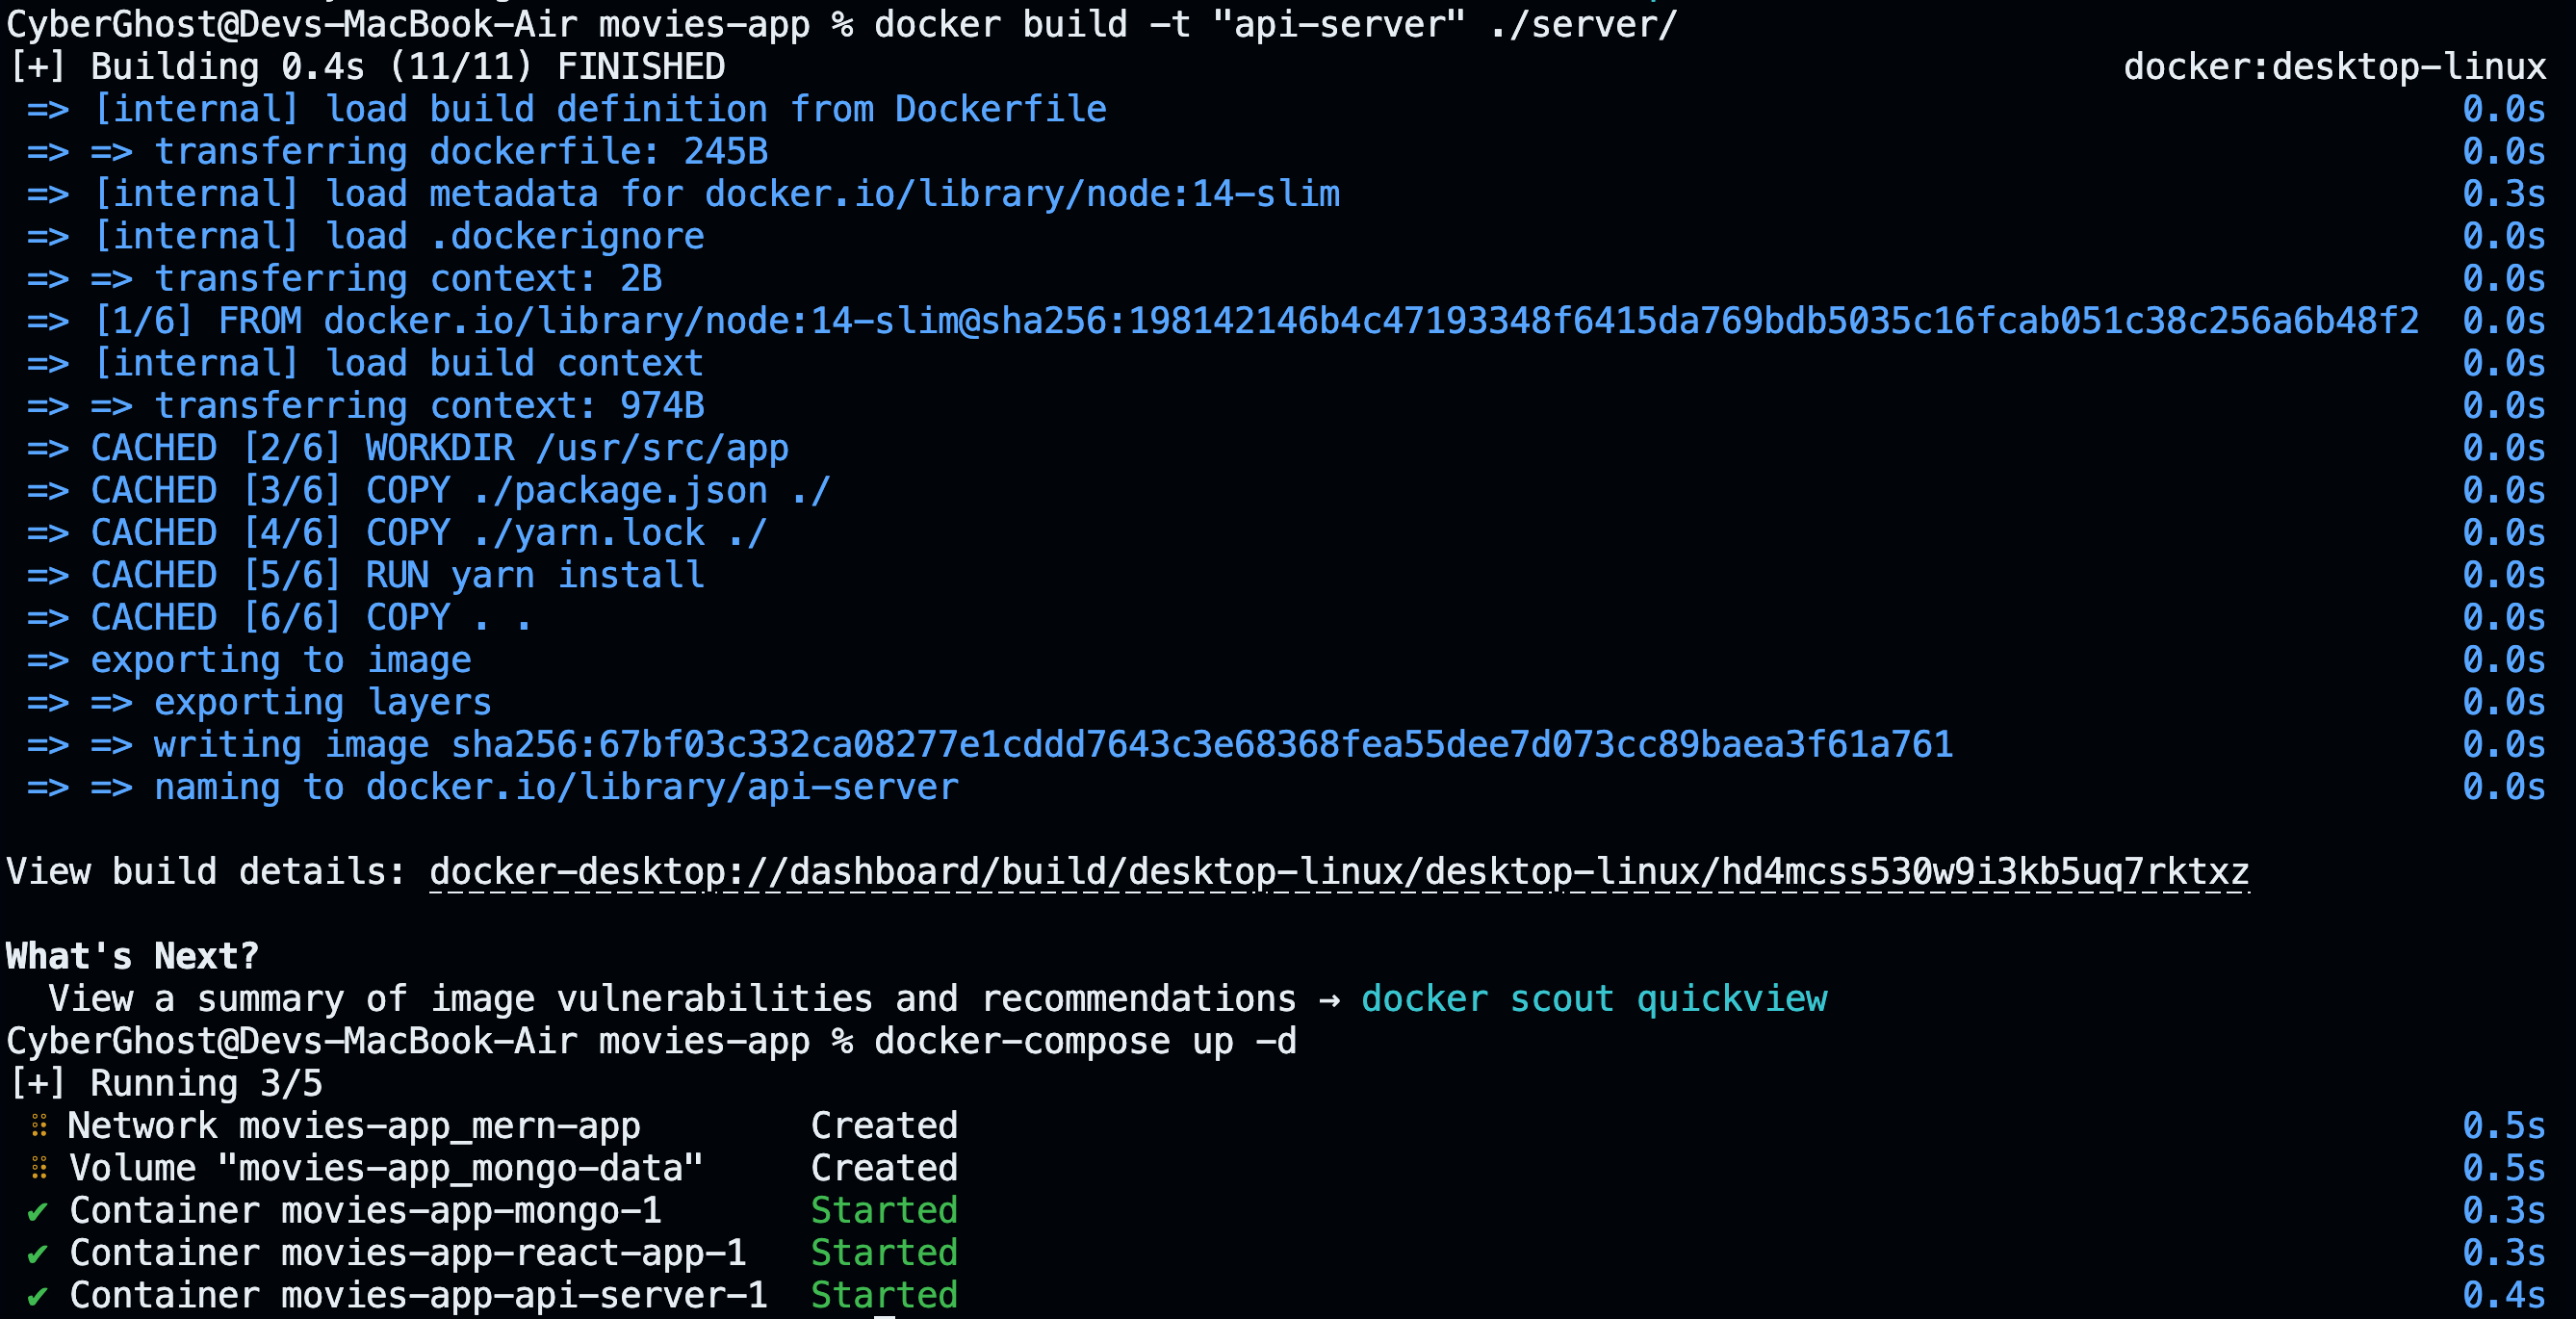 CyberGhost@Devs-MacBook-Air movies-app % docker build -t "api-server" ./server/
[+] Building 0.4s (11/11) FINISHED docker:desktop-linux
=> [internal] load build definition from Dockerfile 0.0s
=> => transferring dockerfile: 245B 0.0s
=> [internal] load metadata for docker.io/library/node:14-slim 0.3s
=> [internal] load .dockerignore 0.0s
=> => transferring context: 2B 0.0s
=> [1/6] FROM docker.io/library/node:14-slim@sha256:198142146b4c47193348f6415da769bdb5035c16fcab051c38c256a6b48f2 0.0s
=> [internal] load build context 0.0s
=> => transferring context: 974B 0.0s
=> CACHED [2/6] WORKDIR /usr/src/app 0.0s
=> CACHED [3/6] COPY ./package.json ./ 0.0s
=> CACHED [4/6] COPY ./yarn.lock ./ 0.0s
=> CACHED [5/6] RUN yarn install 0.0s
=> CACHED [6/6] COPY . . 0.0s
=> exporting to image 0.0s
=> => exporting layers 0.0s
=> => writing image sha256:67bf03c332ca08277e1cddd7643c3e68368fea55dee7d073cc89baea3f61a761 0.0s
=> => naming to docker.io/library/api-server 0.0s
View build details: docker-desktop://dashboard/build/desktop-linux/desktop-linux/hd4mcss530w9i3kb5uq7rktxz
What's Next?
View a summary of image vulnerabilities and recommendations → docker scout quickview
CyberGhost@Devs-MacBook-Air movies-app % docker-compose up -d
[+] Running 3/5
⠿ Network movies-app_mern-app Created 0.5s
⠿ Volume "movies-app_mongo-data" Created 0.5s
✔ Container movies-app-mongo-1 Started 0.3s
✔ Container movies-app-react-app-1 Started 0.3s
✔ Container movies-app-api-server-1 Started 0.4s